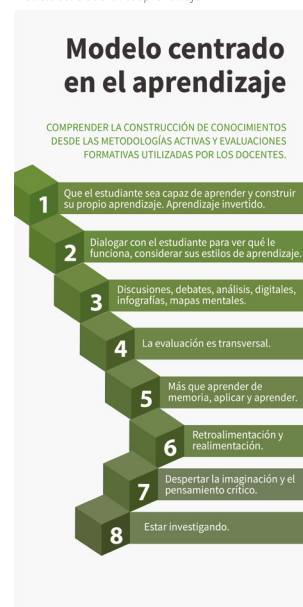 Modelo centrado
en el aprendizaje
COMPRENDER LA CONSTRUCCIÓN DE CONOCIMIENTOS
DESDE LAS METODOLOGÍAS ACTIVAS Y EVALUACIONES
FORMATIVAS UTILIZADAS POR LOS DOCENTES.
1
Que el estudiante sea capaz de aprender y construir
su propio aprendizaje. Aprendizaje invertido.
2
Dialogar con el estudiante para ver qué le
funciona, considerar sus estilos de aprendizaje.
3
Discusiones, debates, análisis, digitales,
infografías, mapas mentales.
4
La evaluación es transversal.
5
Más que aprender de
memoria, aplicar y aprender.
6
Retroalimentación y
realimentación.
7
Despertar la imaginación y el
pensamiento crítico.
8
Estar investigando.